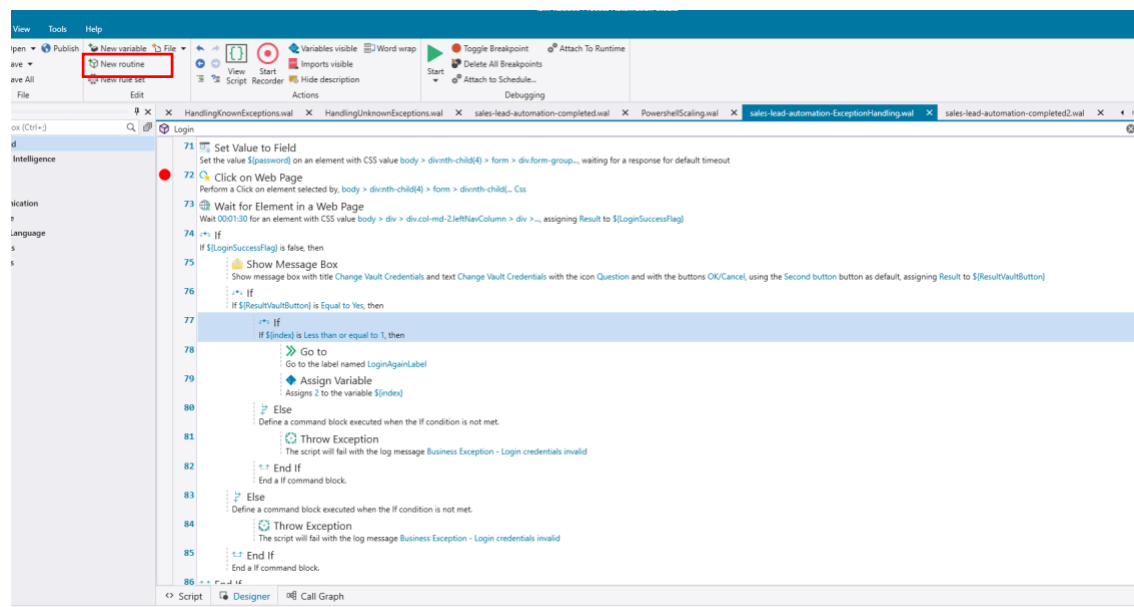 View Tools Help
Open Publish New variable File Variables visible Word wrap Toggle Breakpoint Attach To Runtime
New routine View Script Start Recorder Imports visible Start Delete All Breakpoints
New rule set Hide description Attach to Schedule...
File Edit Actions Debugging
HandlingKnownExceptions.wal HandlingUnknownExceptions.wal sales-lead-automation-completed.wal PowershellScaling.wal sales-lead-automation-ExceptionHandling.wal sales-lead-automation-completed2.wal
(Ctrl+;) Login
71 Set Value to Field
Intelligence
Set the value ${password} on an element with CSS value body > div:nth-child(4) > form > div.form-group..., waiting for a response for default timeout
72 Click on Web Page
Perform a Click on element selected by, body > div:nth-child(4) > form > div:nth-child(... Css
73 Wait for Element in a Web Page
Wait 00:01:30 for an element with CSS value body > div > div.col-md-2.leftNavColumn > div >..., assigning Result to ${LoginSuccessFlag}
Language
74 If
If ${LoginSuccessFlag} is false, then
75 Show Message Box
Show message box with title Change Vault Credentials and text Change Vault Credentials with the icon Question and with the buttons OK/Cancel, using the Second button button as default, assigning Result to ${ResultVaultButton}
76 If
If ${ResultVaultButton} is Equal to Yes, then
77 If
If ${index} is Less than or equal to 1, then
78 Go to
Go to the label named LoginAgainLabel
79 Assign Variable
Assigns 2 to the variable ${index}
80 Else
Define a command block executed when the If condition is not met.
81 Throw Exception
The script will fail with the log message Business Exception - Login credentials invalid
82 End If
End a If command block.
83 Else
Define a command block executed when the If condition is not met.
84 Throw Exception
The script will fail with the log message Business Exception - Login credentials invalid
85 End If
End a If command block.
86 End If
Script Designer Call Graph